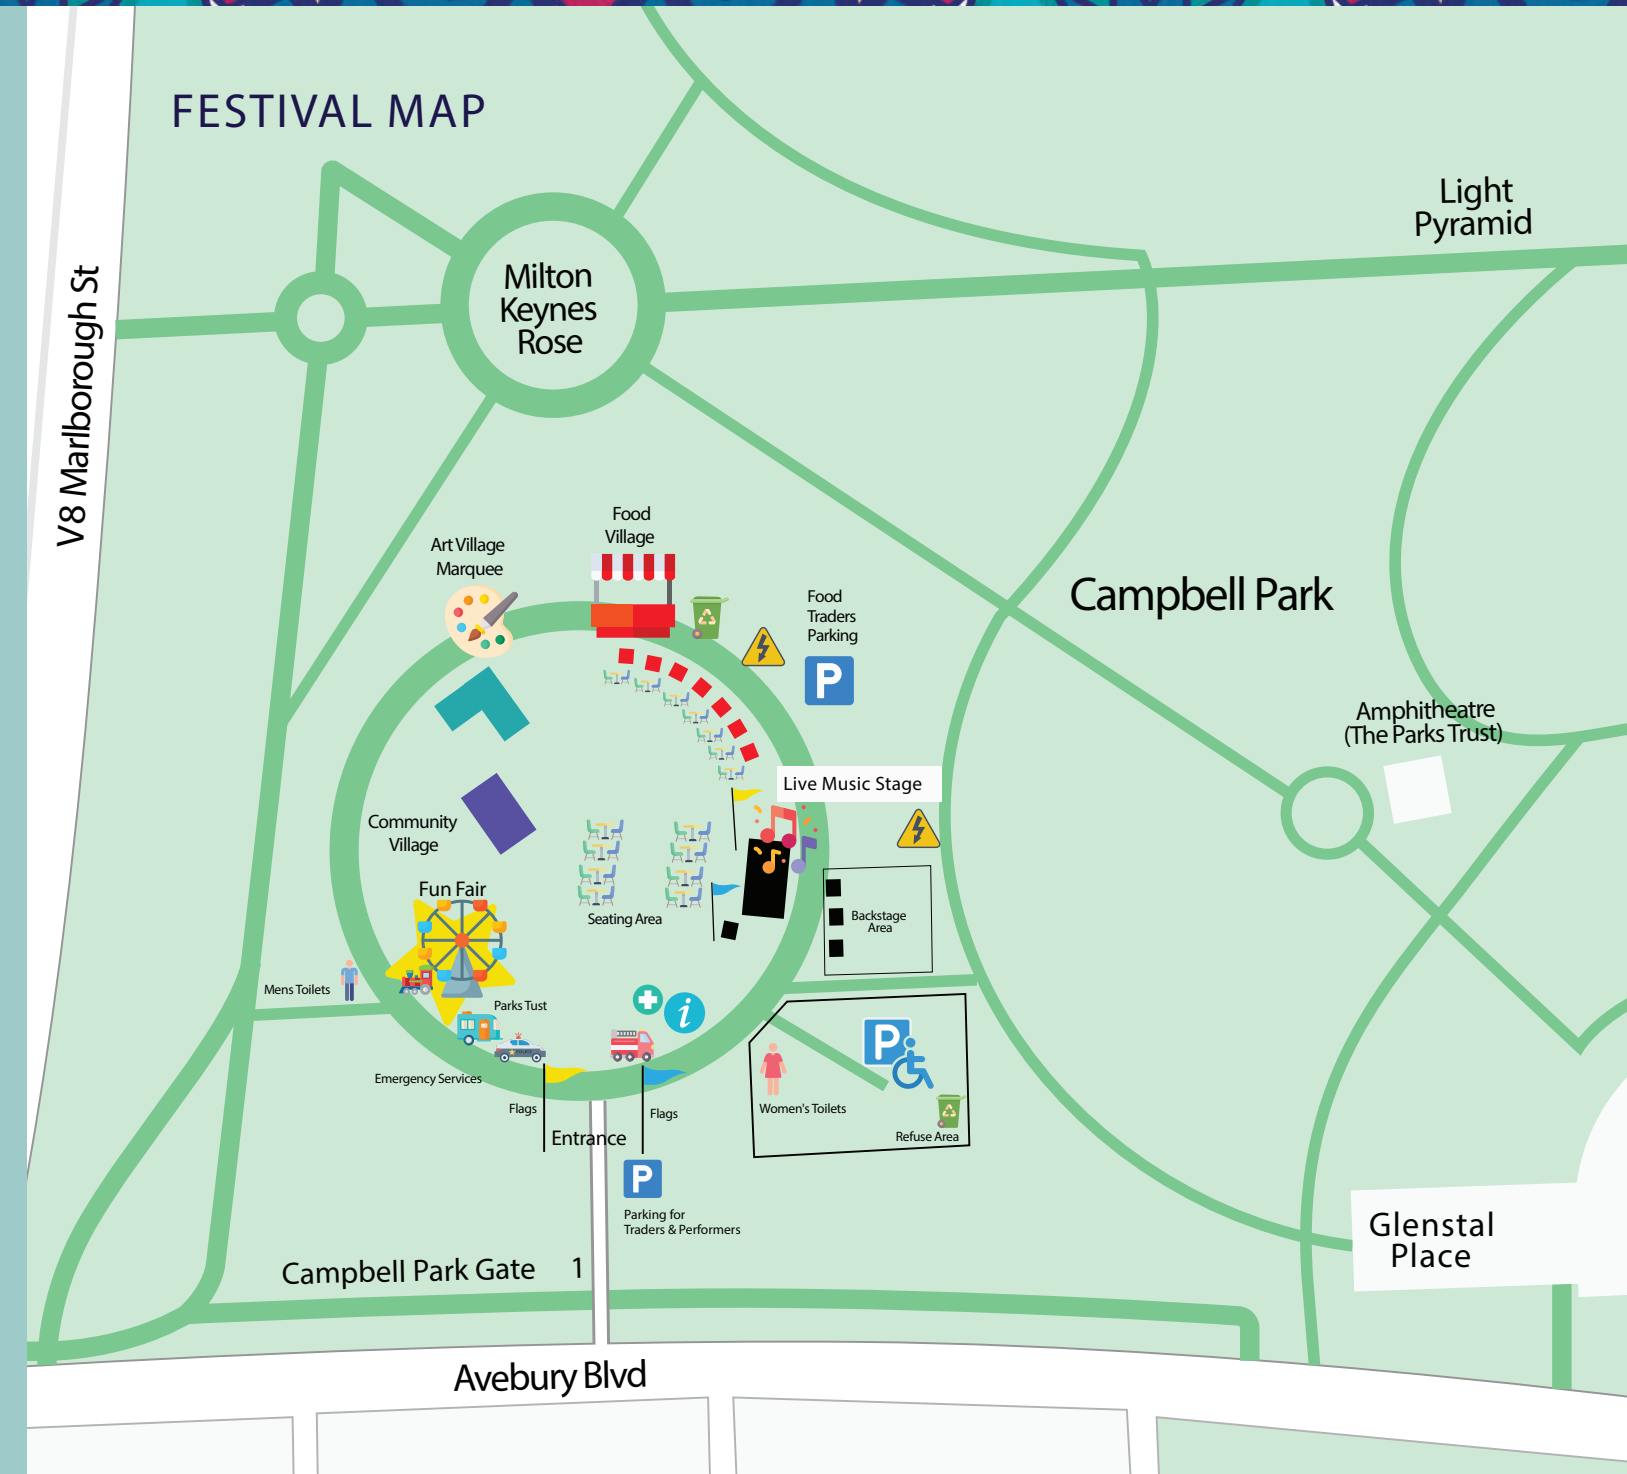 FESTIVAL MAP
Light
Pyramid
V8 Marlborough St
Milton
Keynes
Rose
Food
Village
Art Village
Marquee
Food
Traders
Parking
P
Campbell Park
Amphitheatre
(The Parks Trust)
Live Music Stage
Community
Village
Fun Fair
Seating Area
Backstage
Area
Mens Toilets
Parks Tust
i
P
Emergency Services
POLICE
Flags
Flags
Women's Toilets
Refuse Area
Entrance
P
Parking for
Traders & Performers
Glenstal
Place
Campbell Park Gate 1
Avebury Blvd